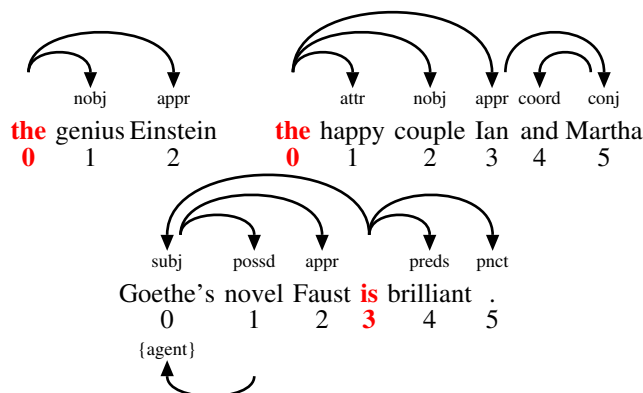 nobj appr
the genius Einstein
0 1 2
attr nobj appr coord conj
the happy couple Ian and Martha
0 1 2 3 4 5
subj possd appr preds pnct
Goethe's novel Faust is brilliant .
0 1 2 3 4 5
{agent}